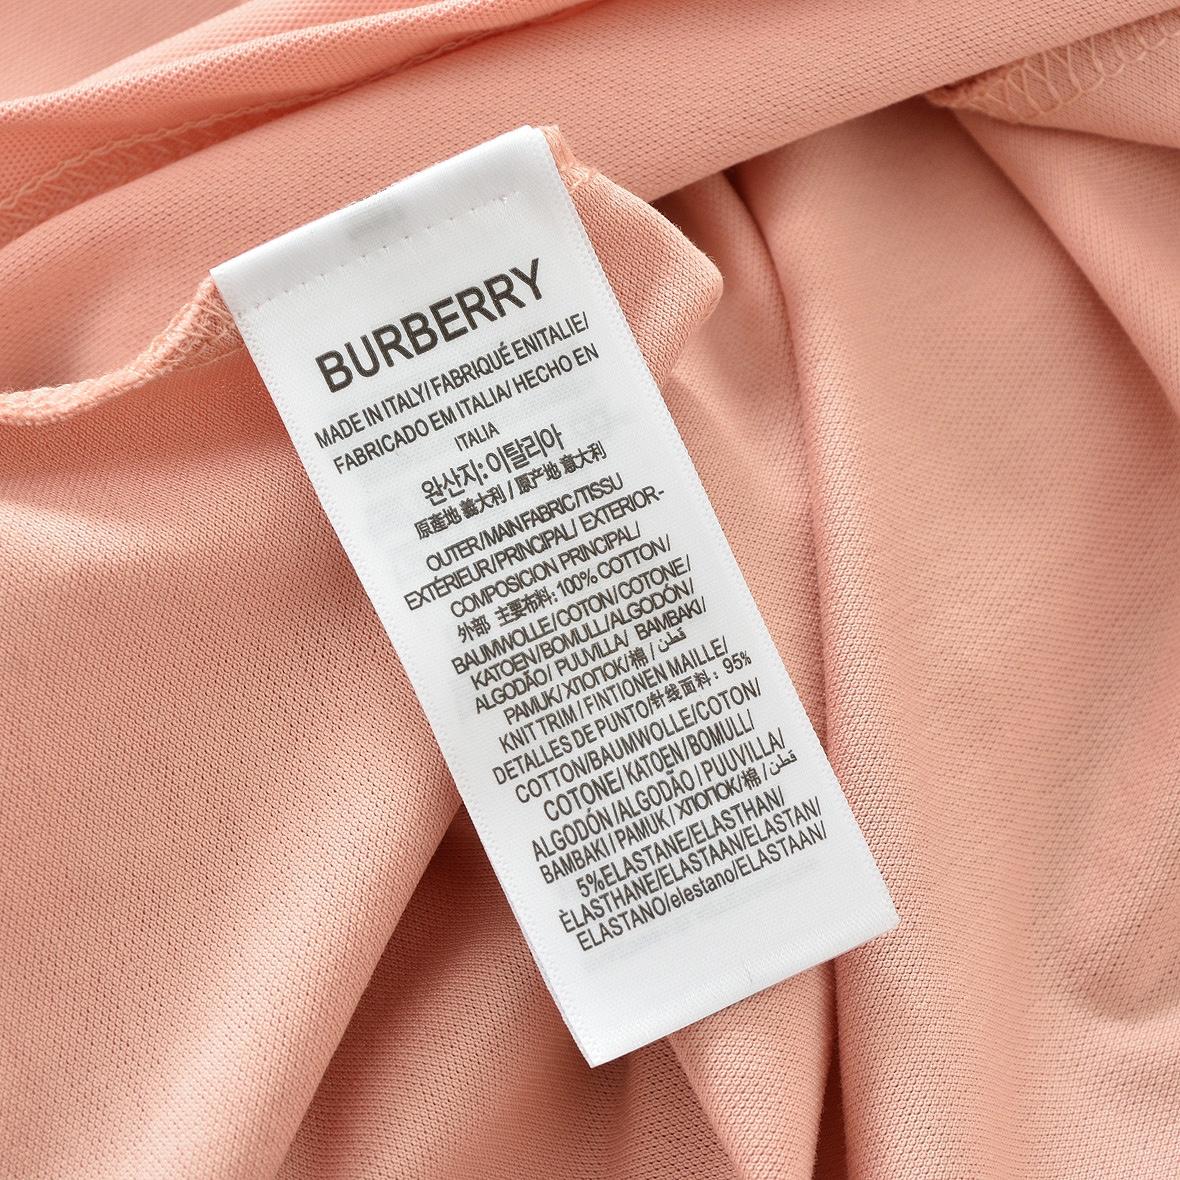 BURBERRY
MADE IN ITALY/ FABRIQUÉ ENITALIE/
FABRICADO EM ITALIA/ HECHO EN
ITALIA
완산지: 이탈리아
原產地 義大利 / 原产地 意大利
OUTER/MAIN FABRIC/TISSU
EXTÉRIEUR/PRINCIPAL/ EXTERIOR-
COMPOSICION PRINCIPAL/
外部 主要布料: 100% COTTON/
BAUMWOLLE/COTON/COTONE/
KATOEN/BOMULL/ALGODÓN/
ALGODÃO/ PUUVILLA/ BAMBAKI/
PAMUK/ ХЛОПОК/棉 / قطن
KNIT TRIM / FINTIONEN MAILLE/
DETALLES DE PUNTO/针线面料: 95%
COTTON/BAUMWOLLE/COTON/
COTONE/ KATOEN/BOMULL/
ALGODÓN/ALGODÃO / PUUVILLA/
BAMBAKI/PAMUK / ХЛОПОК/棉 / قطن
5%ELASTANE/ELASTHAN/
ÈLASTHANE/ELASTAAN/ELASTAN/
ELASTANO/elestano/ELASTAAN/